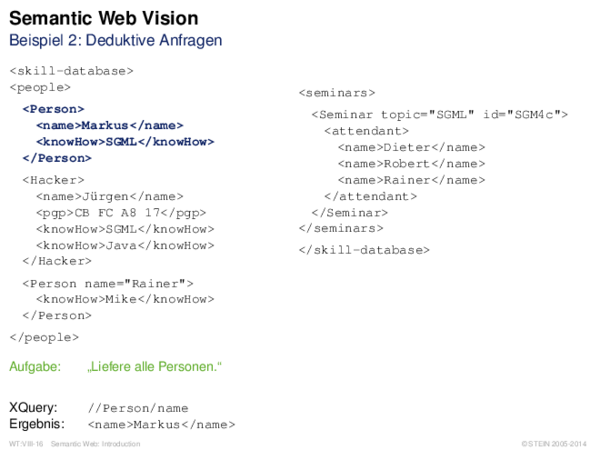 Semantic Web Vision
Beispiel 2: Deduktive Anfragen
<skill-database>
<people>
<Person>
<name>Markus</name>
<knowHow>SGML</knowHow>
</Person>
<Hacker>
<name>Jürgen</name>
<pgp>CB FC A8 17</pgp>
<knowHow>SGML</knowHow>
<knowHow>Java</knowHow>
</Hacker>
<Person name="Rainer">
<knowHow>Mike</knowHow>
</Person>
</people>
<seminars>
<Seminar topic="SGML" id="SGM4c">
<attendant>
<name>Dieter</name>
<name>Robert</name>
<name>Rainer</name>
</attendant>
</Seminar>
</seminars>
</skill-database>
Aufgabe: „Liefere alle Personen.“
XQuery: //Person/name
Ergebnis: <name>Markus</name>
WT:VIII-16 Semantic Web: Introduction © STEIN 2005-2014